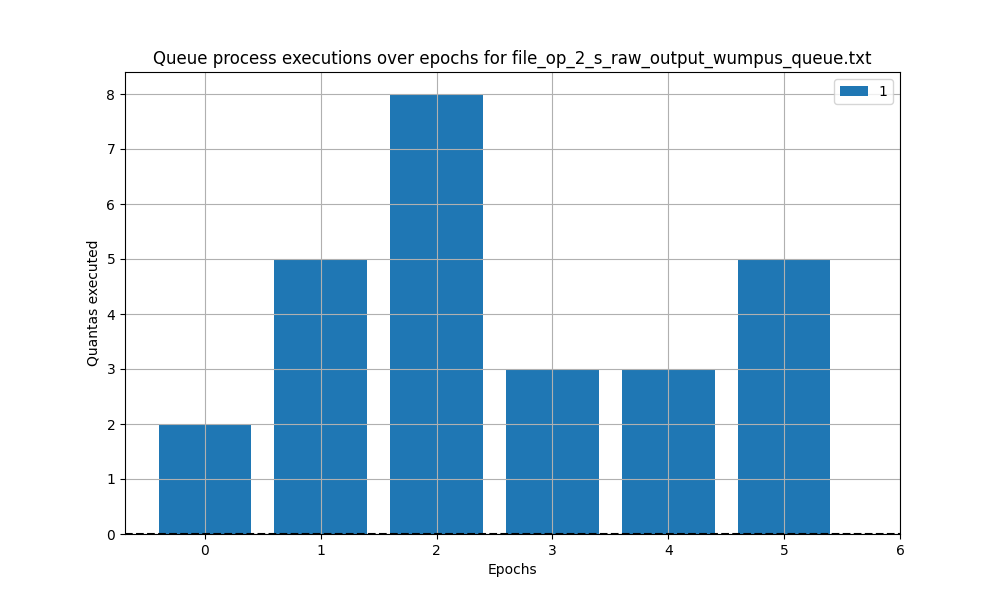 Queue process executions over epochs for file_op_2_s_raw_output_wumpus_queue.txt
1
8
7
6
5
4
3
2
1
0
Quantas executed
0 1 2 3 4 5 6
Epochs